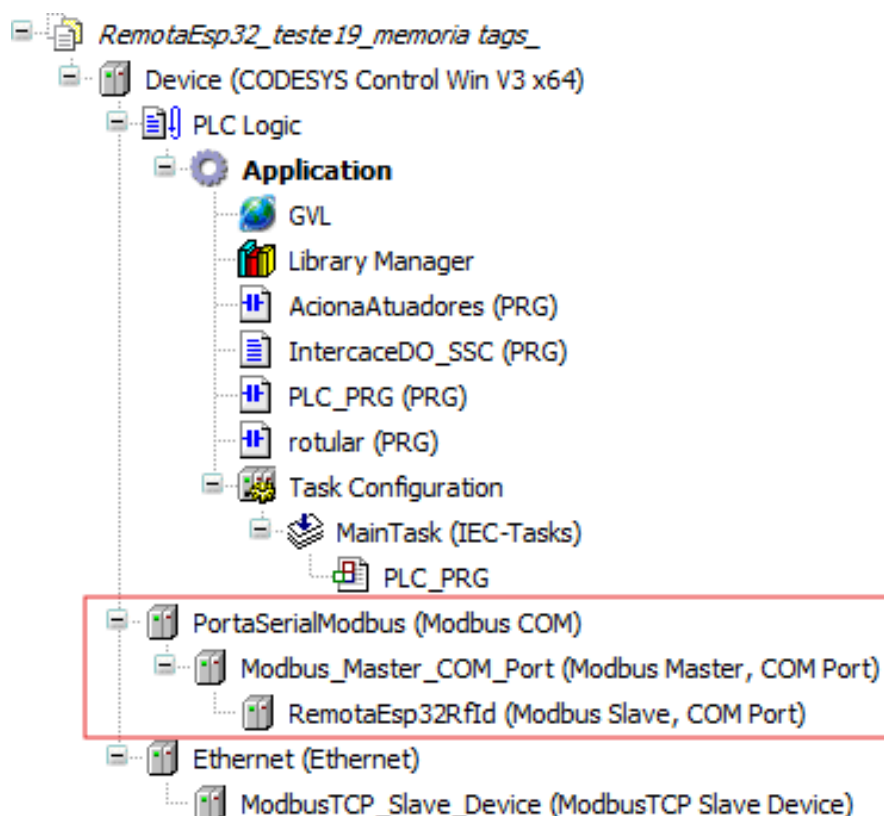 RemotaEsp32_teste19_memoria tags_
Device (CODESYS Control Win V3 x64)
PLC Logic
Application
GVL
Library Manager
AcionaAtuadores (PRG)
IntercaceDO_SSC (PRG)
PLC_PRG (PRG)
rotular (PRG)
Task Configuration
MainTask (IEC-Tasks)
PLC_PRG
PortaSerialModbus (Modbus COM)
Modbus_Master_COM_Port (Modbus Master, COM Port)
RemotaEsp32RfId (Modbus Slave, COM Port)
Ethernet (Ethernet)
ModbusTCP_Slave_Device (ModbusTCP Slave Device)